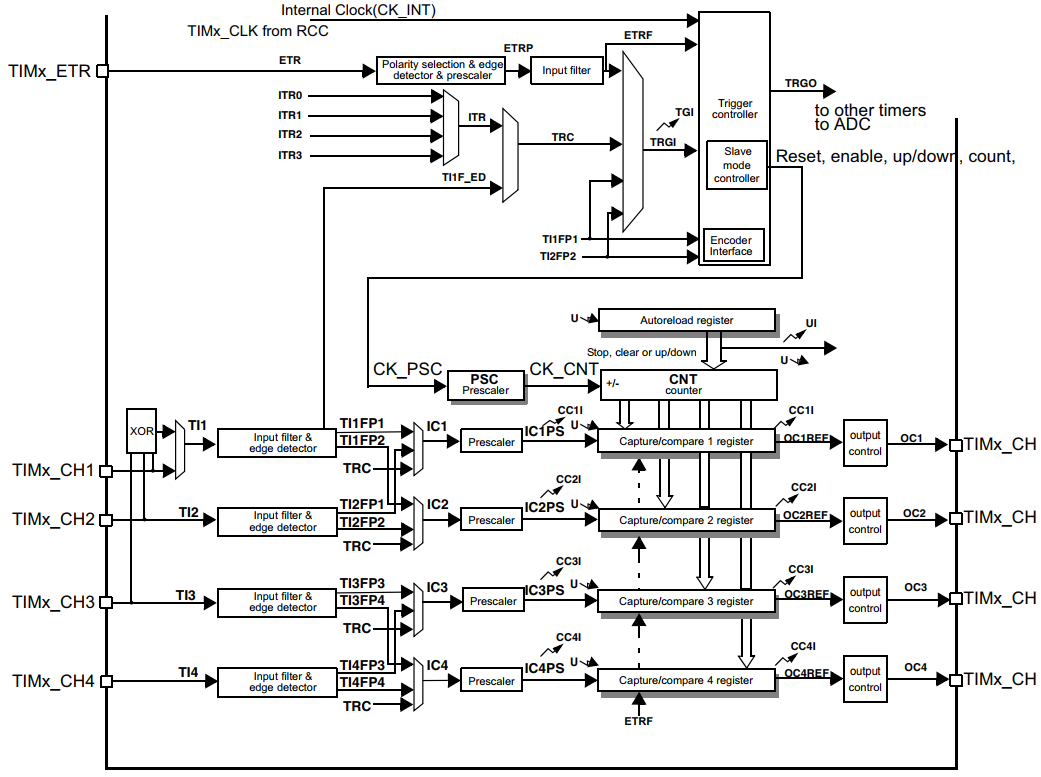 Internal Clock(CK_INT)
TIMx_CLK from RCC
ETRF
ETRP
ETR
TIMx_ETR
Polarity selection & edge
detector & prescaler
Input filter
TRGO
to other timers
to ADC
ITR0
ITR1
ITR2
ITR3
ITR
TRC
TI1F_ED
TGI
TRGI
Trigger
controller
Slave
mode
controller
Reset, enable, up/down, count,
TI1FP1
TI2FP2
Encoder
Interface
U
Autoreload register
UI
Stop, clear or up/down
U
CK_PSC
PSC
Prescaler
CK_CNT
+/-
CNT
counter
XOR
TI1
TIMx_CH1
Input filter &
edge detector
TI1FP1
TI1FP2
TRC
IC1
Prescaler
CC1I
IC1PS
U
Capture/compare 1 register
CC1I
OC1REF
output
control
OC1
TIMx_CH
TIMx_CH2
TI2
Input filter &
edge detector
TI2FP1
TI2FP2
TRC
IC2
Prescaler
CC2I
IC2PS
U
Capture/compare 2 register
CC2I
OC2REF
output
control
OC2
TIMx_CH
TIMx_CH3
TI3
Input filter &
edge detector
TI3FP3
TI3FP4
TRC
IC3
Prescaler
CC3I
IC3PS
U
Capture/compare 3 register
CC3I
OC3REF
output
control
OC3
TIMx_CH
TIMx_CH4
TI4
Input filter &
edge detector
TI4FP3
TI4FP4
TRC
IC4
Prescaler
CC4I
IC4PS
U
Capture/compare 4 register
CC4I
OC4REF
output
control
OC4
TIMx_CH
ETRF